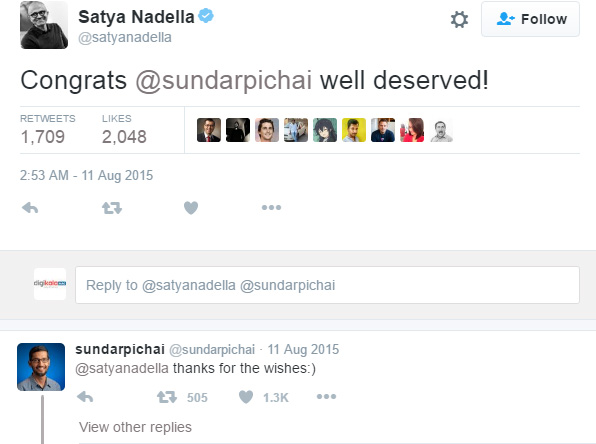 Satya Nadella
@satyanadella
Follow
Congrats @sundarpichai well deserved!
RETWEETS LIKES
1,709 2,048
2:53 AM - 11 Aug 2015
digikala
Reply to @satyanadella @sundarpichai
sundarpichai @sundarpichai · 11 Aug 2015
@satyanadella thanks for the wishes:)
505 1.3K
View other replies